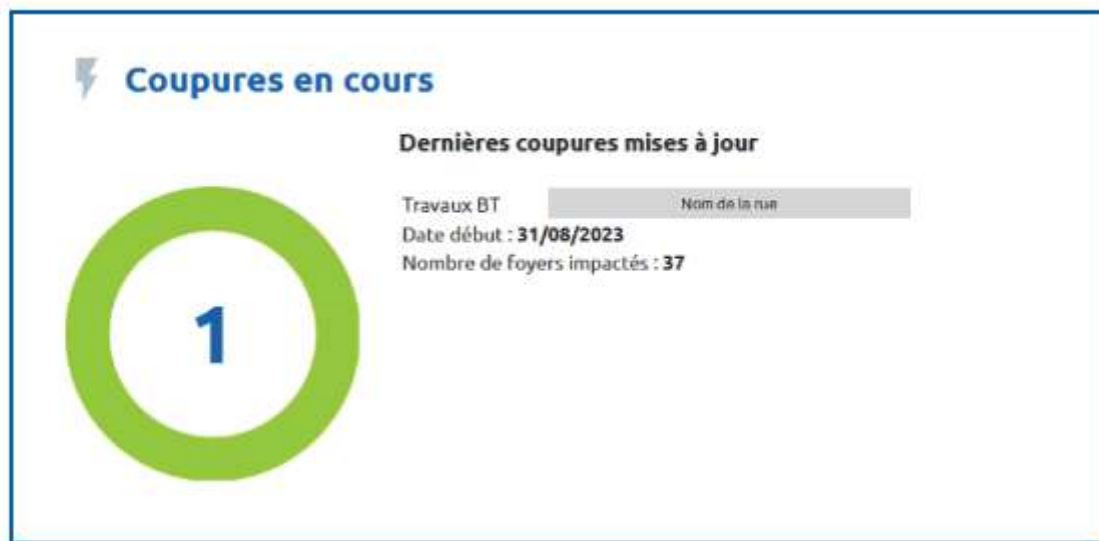 Coupures en cours
Dernières coupures mises à jour
Travaux BT Nom de la rue
Date début : 31/08/2023
Nombre de foyers impactés : 37
1